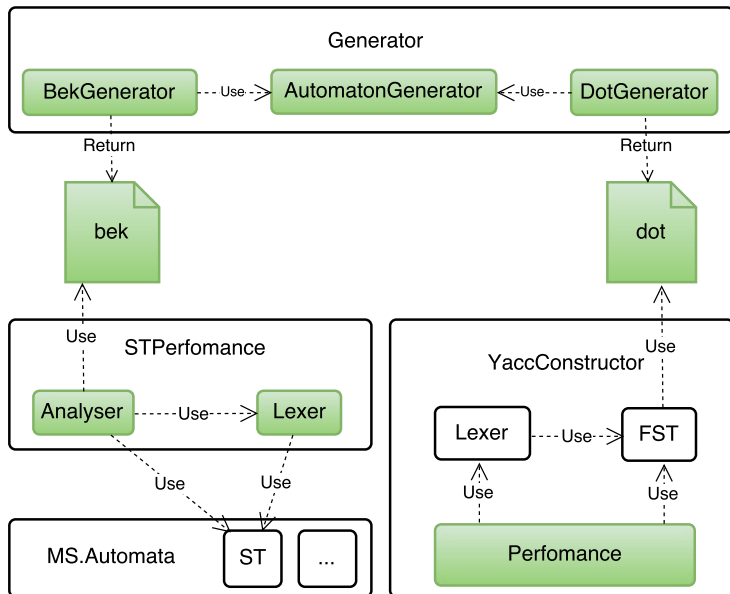 Generator
BekGenerator
Use
AutomatonGenerator
Use
DotGenerator
Return
Return
bek
dot
Use
STPerfomance
Analyser
Use
Lexer
Use
Use
MS.Automata
ST
...
Use
YaccConstructor
Lexer
Use
FST
Use
Use
Perfomance